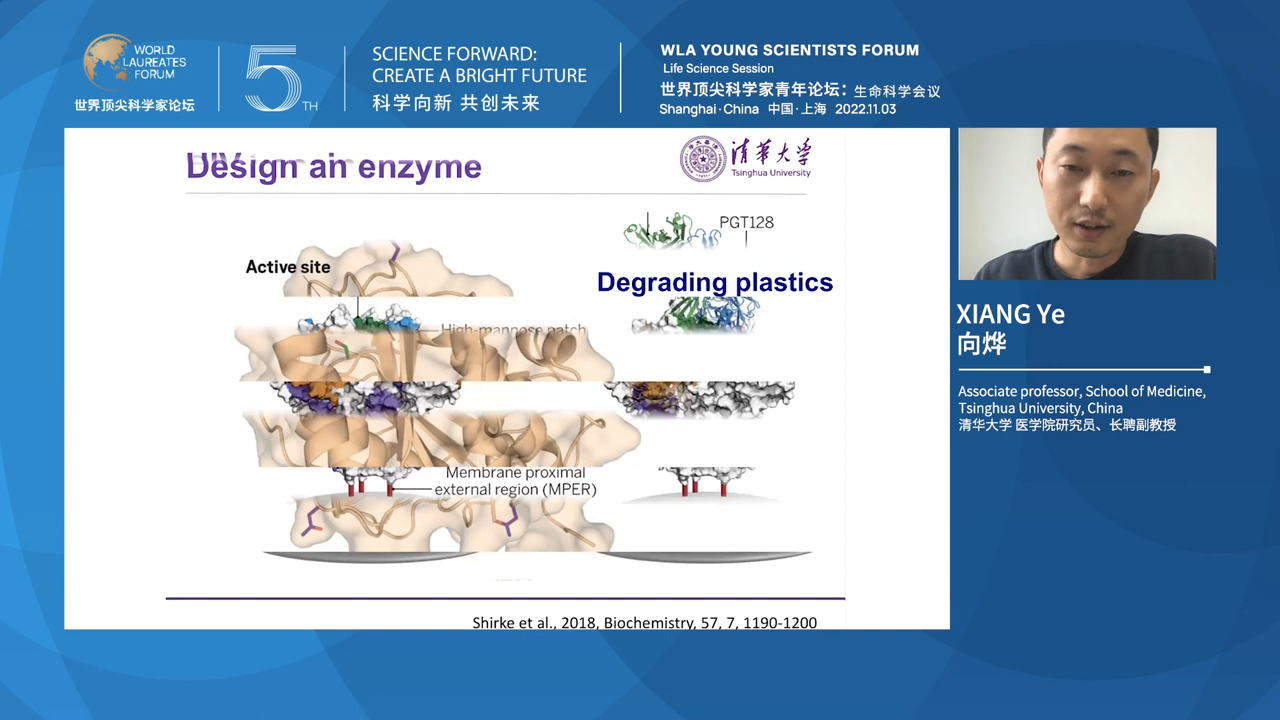 WORLD
LAUREATES
FORUM
世界顶尖科学家论坛
5TH
SCIENCE FORWARD:
CREATE A BRIGHT FUTURE
科学向新 共创未来
WLA YOUNG SCIENTISTS FORUM
Life Science Session
世界顶尖科学家青年论坛：生命科学会议
Shanghai·China 中国·上海 2022.11.03
Design an enzyme
清華大学
Tsinghua University
PGT128
Active site
Degrading plastics
High-mannose patch
Membrane proximal
external region (MPER)
Shirke et al., 2018, Biochemistry, 57, 7, 1190-1200
XIANG Ye
向烨
Associate professor, School of Medicine,
Tsinghua University, China
清华大学 医学院研究员、长聘副教授